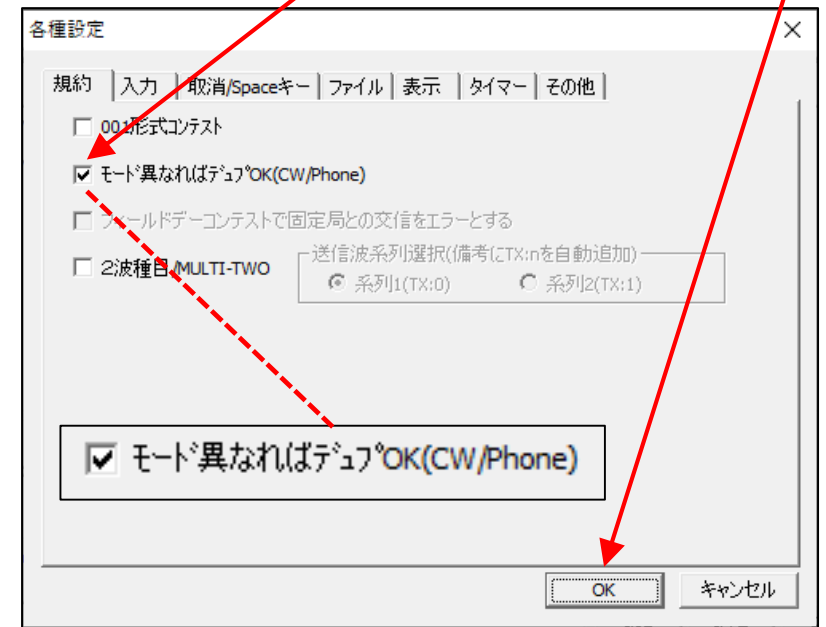 各種設定
規約 入力 取消/Spaceキー ファイル 表示 タイマー その他
001形式コンテスト
モード異なればデュプOK(CW/Phone)
フィールドデーコンテストで固定局との交信をエラーとする
2波種目/MULTI-TWO
送信波系列選択(備考にTX:nを自動追加)
系列1(TX:0) 系列2(TX:1)
モード異なればデュプOK(CW/Phone)
OK キャンセル